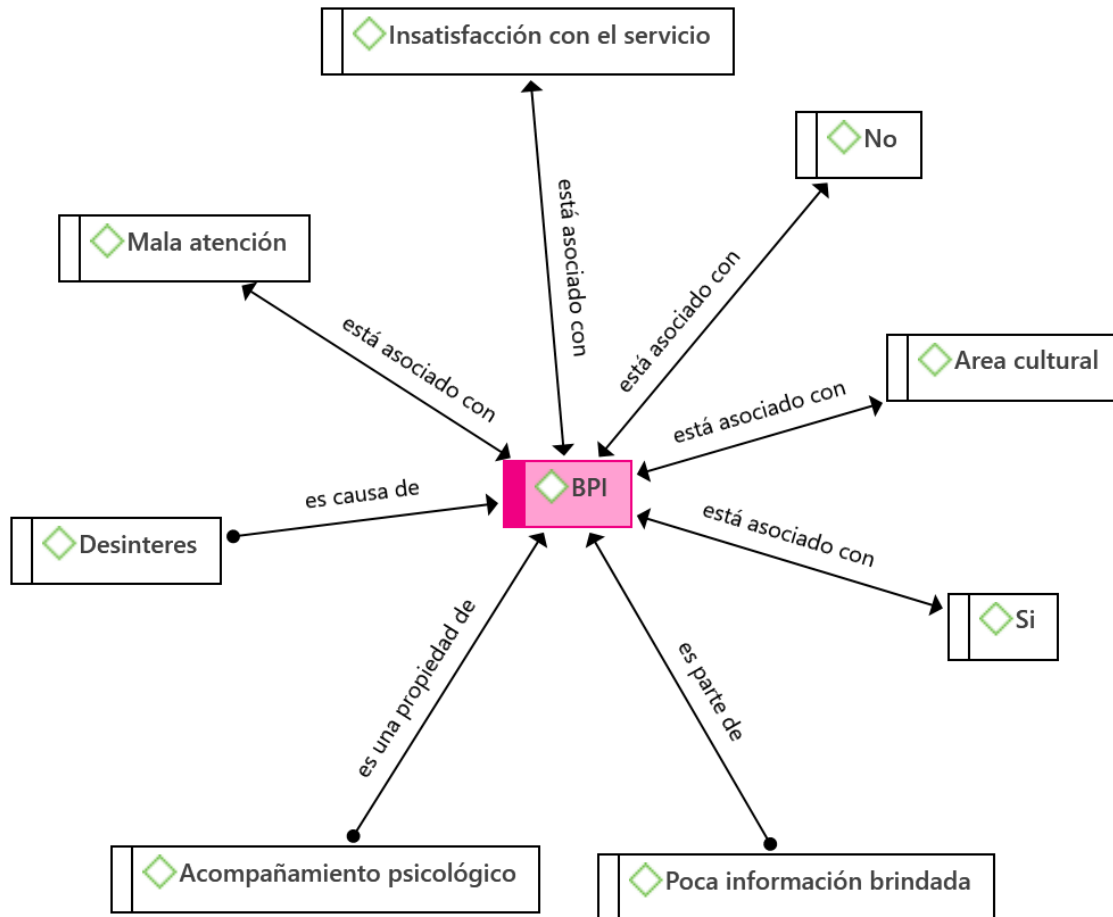 Insatisfacción con el servicio
No
está asociado con
Mala atención
está asociado con
está asociado con
Area cultural
está asociado con
BPI
es causa de
Desinteres
está asociado con
Si
es una propiedad de
es parte de
Acompañamiento psicológico
Poca información brindada